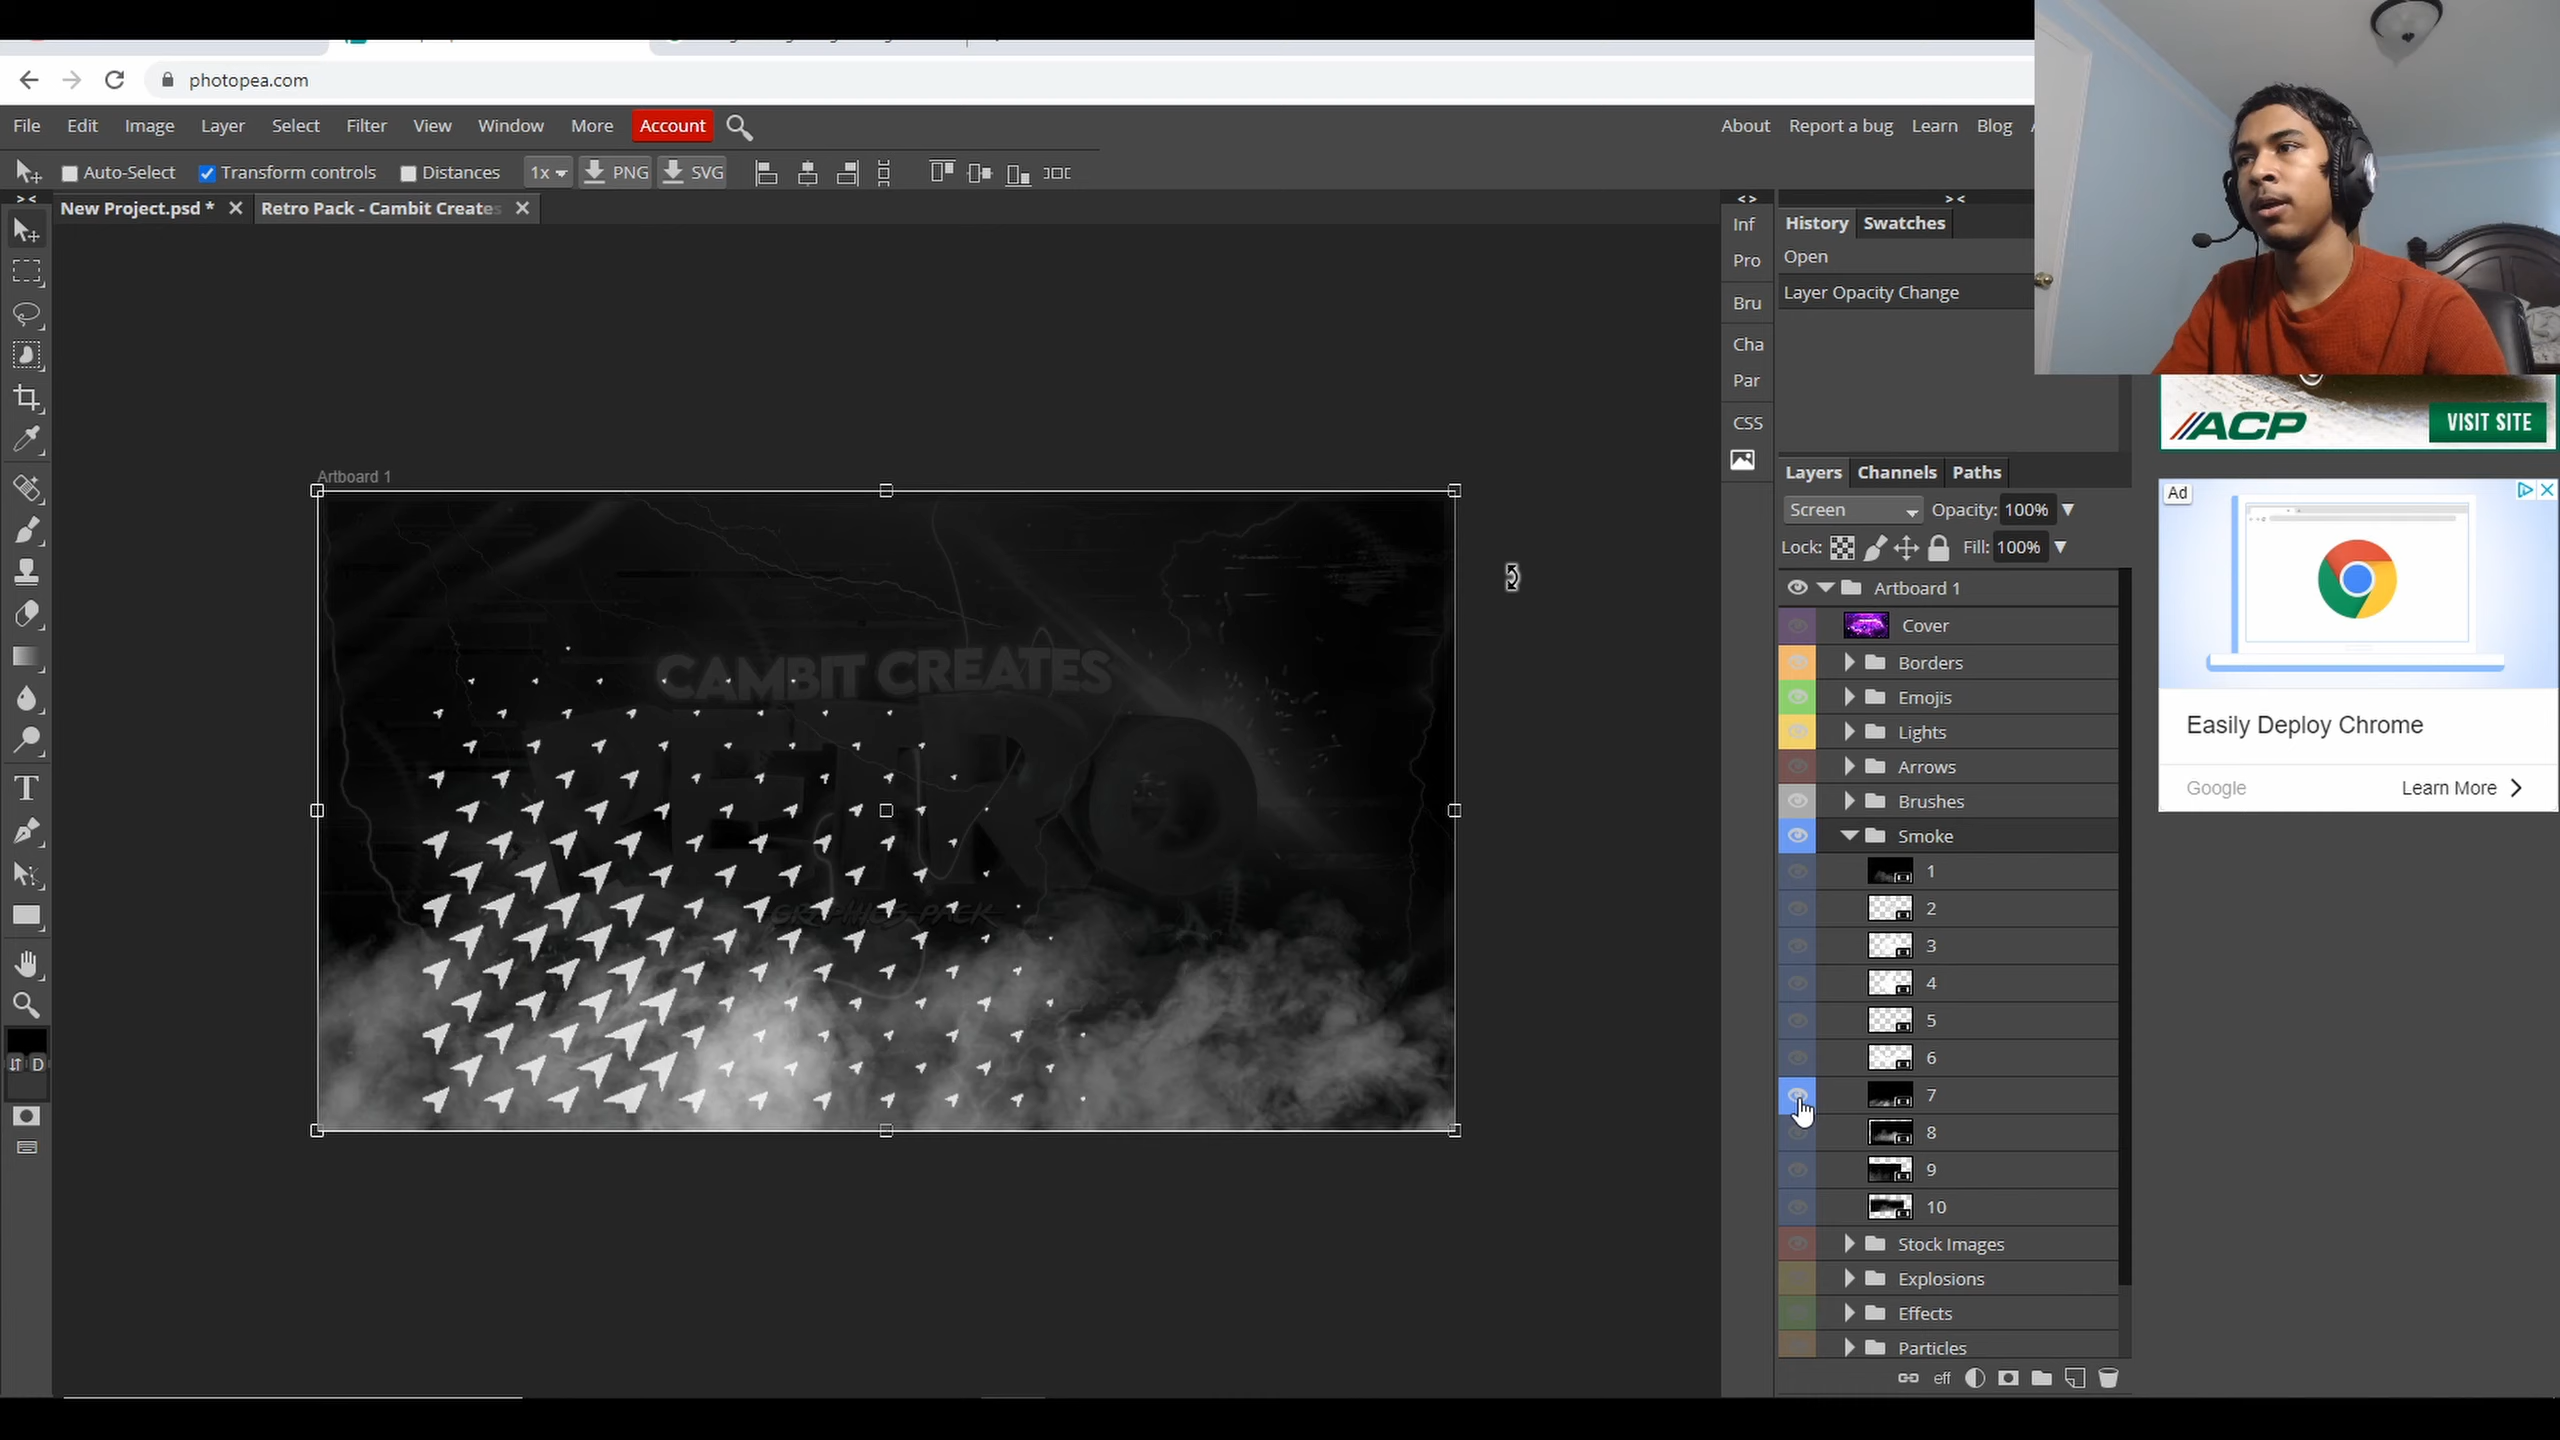 photopea.com
File Edit Image Layer Select Filter View Window More Account
About Report a bug Learn Blog
Auto-Select Transform controls Distances 1x PNG SVG
New Project.psd * Retro Pack - Cambit Creates
Inf
Pro
Bru
Cha
Par
CSS
History Swatches
Open
Layer Opacity Change
ACP VISIT SITE
Artboard 1
CAMBIT CREATES
RETRO
GRAPHICS PACK
Layers Channels Paths
Screen Opacity: 100%
Lock: Fill: 100%
Artboard 1
Cover
Borders
Emojis
Lights
Arrows
Brushes
Smoke
1
2
3
4
5
6
7
8
9
10
Stock Images
Explosions
Effects
Particles
eff
D
Ad
Easily Deploy Chrome
Google Learn More